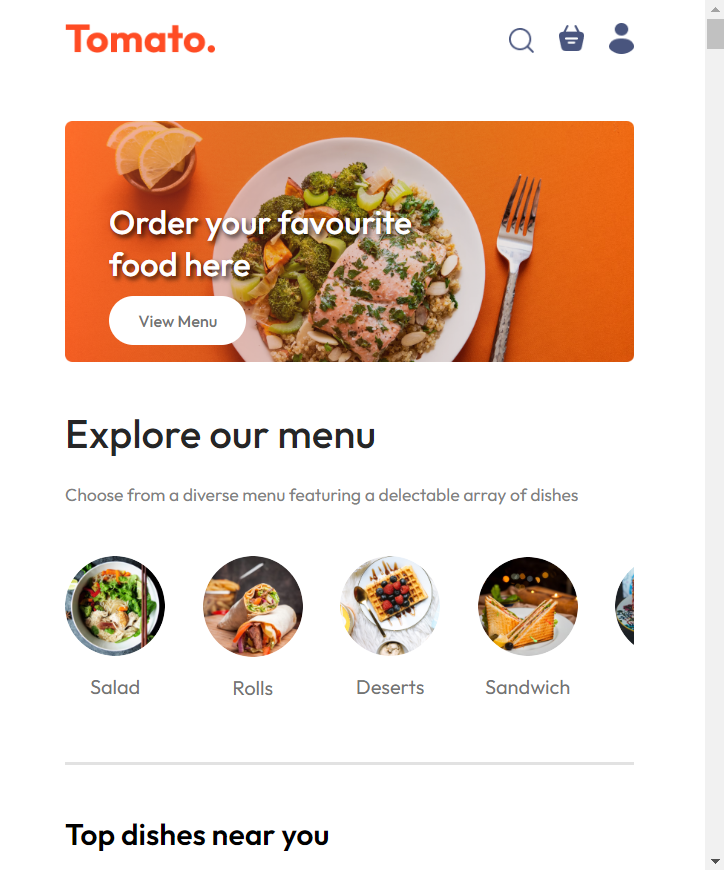 Tomato.
Order your favourite
food here
View Menu
Explore our menu
Choose from a diverse menu featuring a delectable array of dishes
Salad
Rolls
Deserts
Sandwich
Top dishes near you